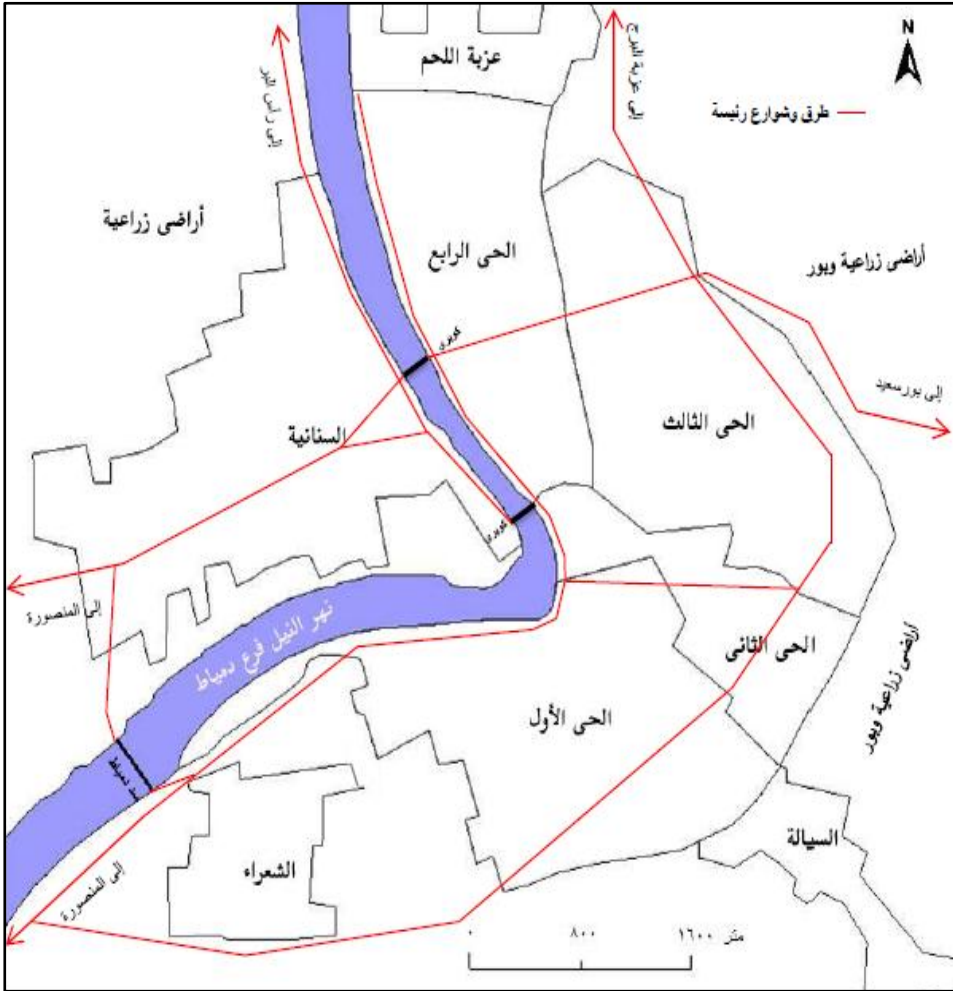 عزبة اللحم
N
إلى رأس البر
إلى عزبة البرج
طرق وشوارع رئيسة
أراضى زراعية
الحى الرابع
أراضى زراعية وبور
كوبرى
إلى بورسعيد
السنانية
الحى الثالث
كوبرى
إلى المنصورة
نهر النيل فرع دمياط
الحى الثانى
أراضى زراعية وبور
الحى الأول
سد دمياط
السيالة
الشعراء
إلى المنصورة
٠ ٨٠٠ ١٦٠٠ متر